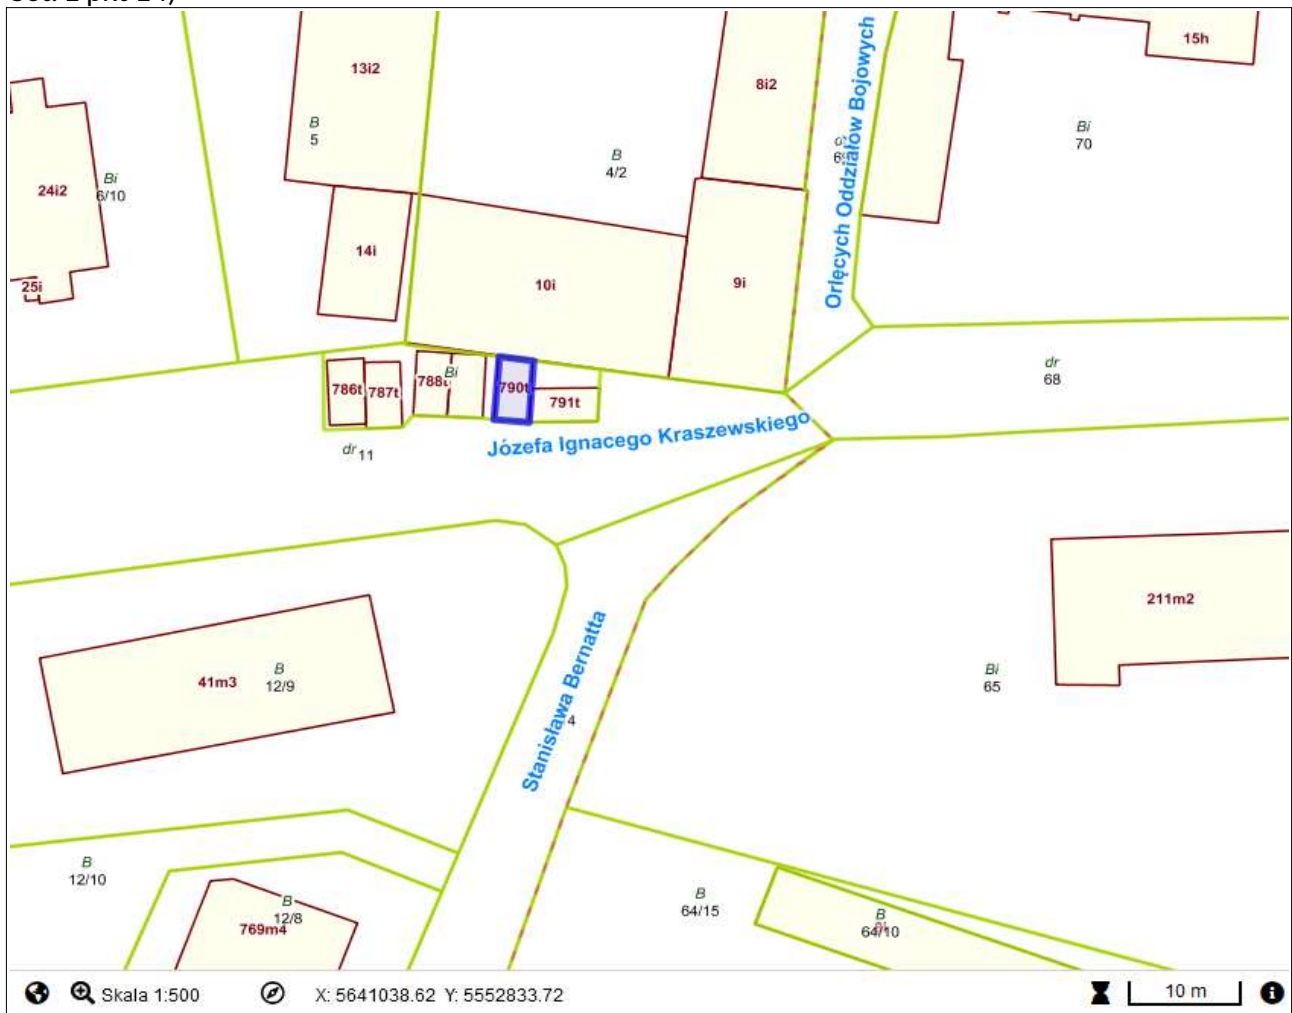 13i2
8i2
15h
Orlęcych Oddziałów Bojowych
B
5
Bi
70
B
4/2
24i2
Bi
6/10
14i
25i
10i
9i
dr
68
786t
787t
Bi
790t
791t
Józefa Ignacego Kraszewskiego
dr 11
211m2
41m3
B
12/9
Bi
65
Stanisława Bernatta
4
B
12/10
B
12/8
769m4
B
64/15
B
64/10
Skala 1:500
X: 5641038.62 Y: 5552833.72
10 m